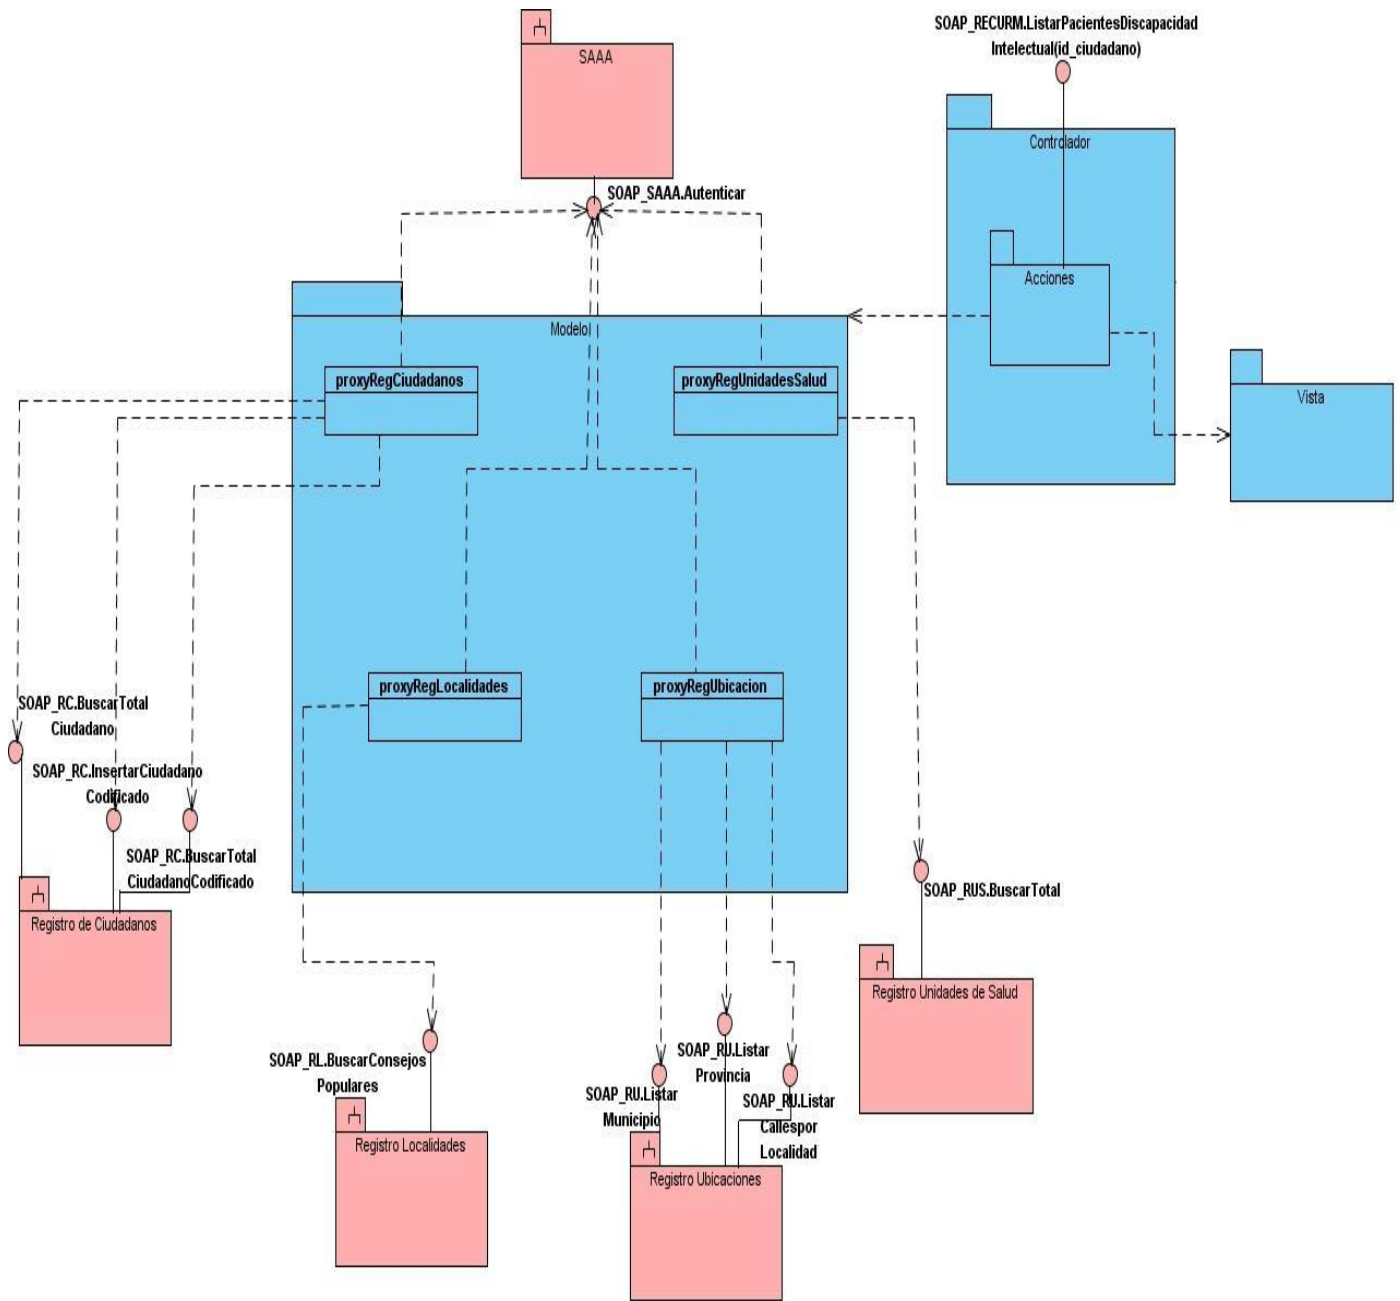 SOAP_RECURM.ListarPacientesDiscapacidad
Intelectual(id_ciudadano)
SAAA
Controlador
SOAP_SAAA.Autenticar
Acciones
Modelo
proxyRegCiudadanos
proxyRegUnidadesSalud
Vista
proxyRegLocalidades
proxyRegUbicacion
SOAP_RC.BuscarTotal
Ciudadano
SOAP_RC.InsertarCiudadano
Codificado
SOAP_RC.BuscarTotal
CiudadanoCodificado
SOAP_RUS.BuscarTotal
Registro de Ciudadanos
Registro Unidades de Salud
SOAP_RL.BuscarConsejos
Populares
SOAP_RU.Listar
Provincia
SOAP_RU.Listar
Municipio
SOAP_RU.Listar
Callespor
Localidad
Registro Localidades
Registro Ubicaciones